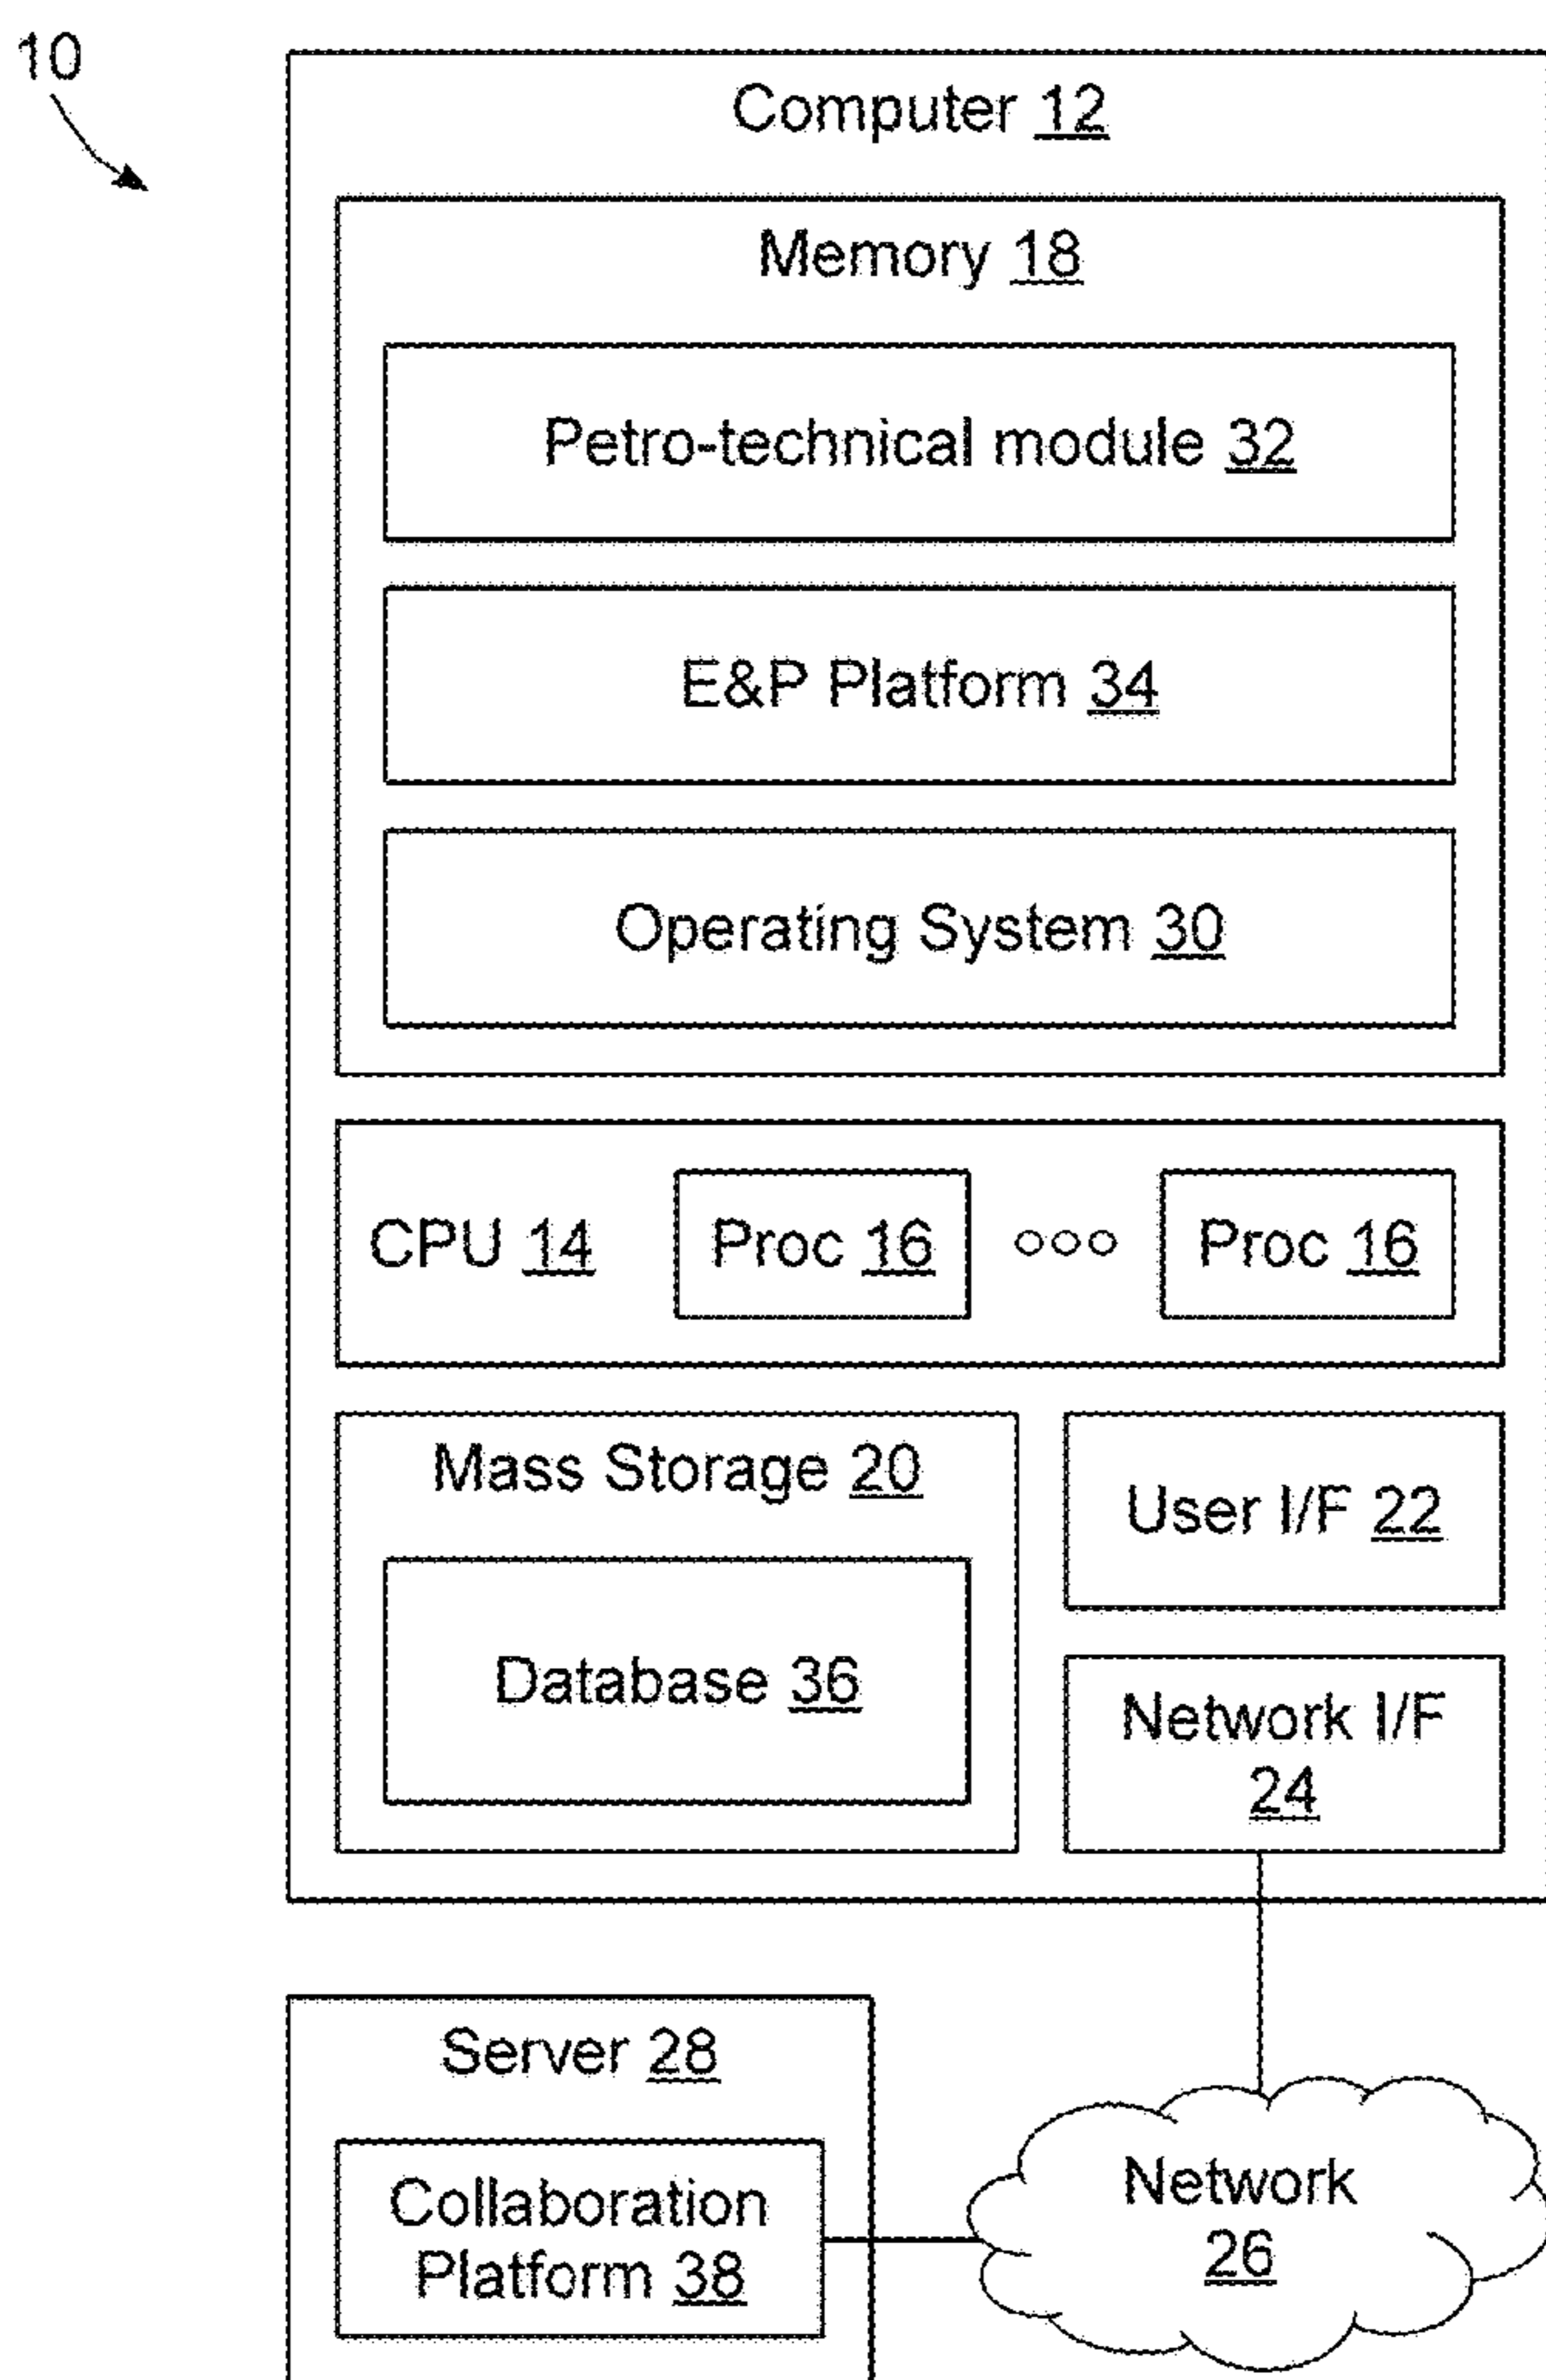 10
Computer 12
Memory 18
Petro-technical module 32
E&P Platform 34
Operating System 30
CPU 14
Proc 16
Proc 16
Mass Storage 20
Database 36
User I/F 22
Network I/F
24
Server 28
Collaboration
Platform 38
Network
26